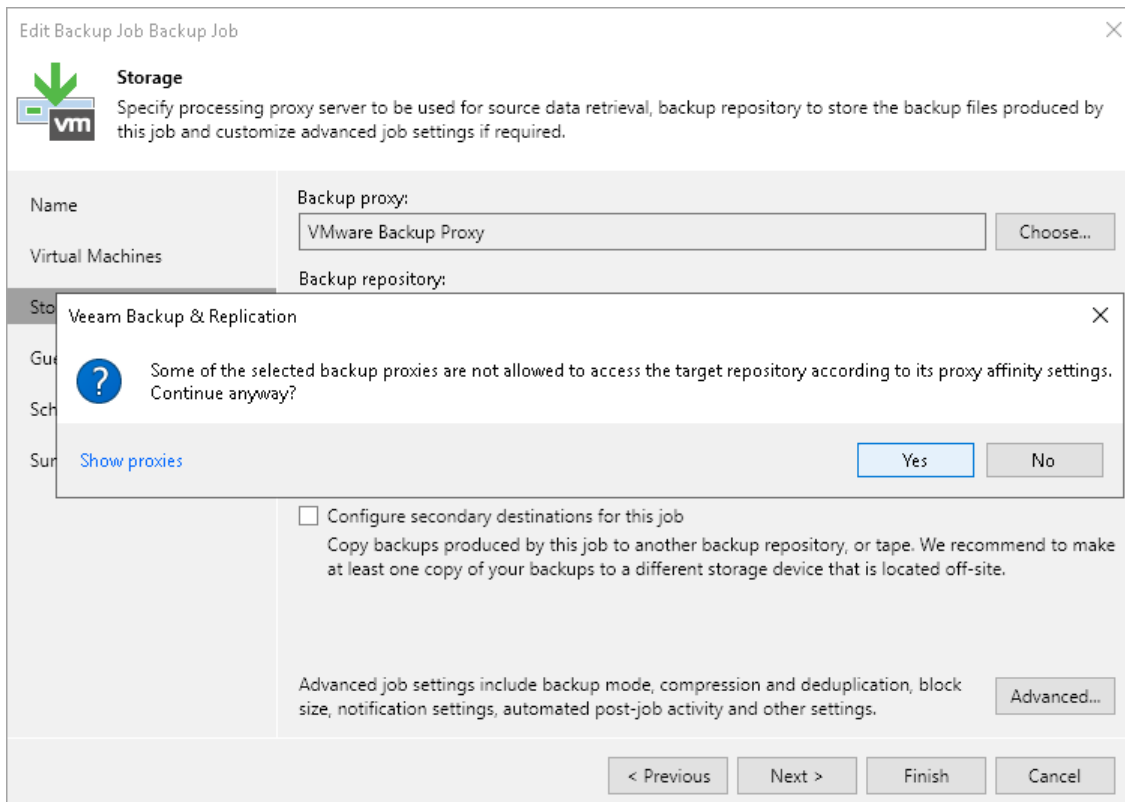 Edit Backup Job Backup Job
vm
Storage
Specify processing proxy server to be used for source data retrieval, backup repository to store the backup files produced by
this job and customize advanced job settings if required.
Name
Virtual Machines
Sto
Gue
Sch
Sur
Backup proxy:
VMware Backup Proxy
Choose...
Backup repository:
Veeam Backup & Replication
Some of the selected backup proxies are not allowed to access the target repository according to its proxy affinity settings.
Continue anyway?
Show proxies
Yes
No
Configure secondary destinations for this job
Copy backups produced by this job to another backup repository, or tape. We recommend to make
at least one copy of your backups to a different storage device that is located off-site.
Advanced job settings include backup mode, compression and deduplication, block
size, notification settings, automated post-job activity and other settings.
Advanced...
< Previous
Next >
Finish
Cancel